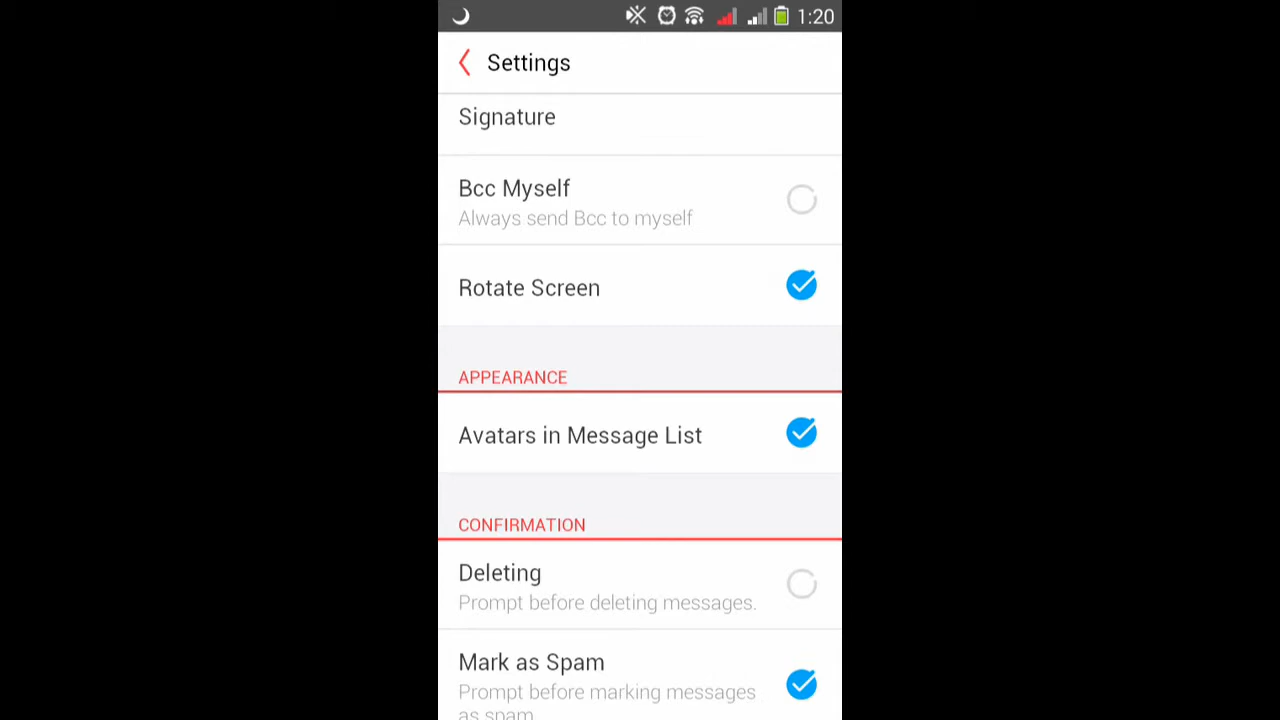 1:20
Settings
Signature
Bcc Myself
Always send Bcc to myself
Rotate Screen
APPEARANCE
Avatars in Message List
CONFIRMATION
Deleting
Prompt before deleting messages.
Mark as Spam
Prompt before marking messages
as spam